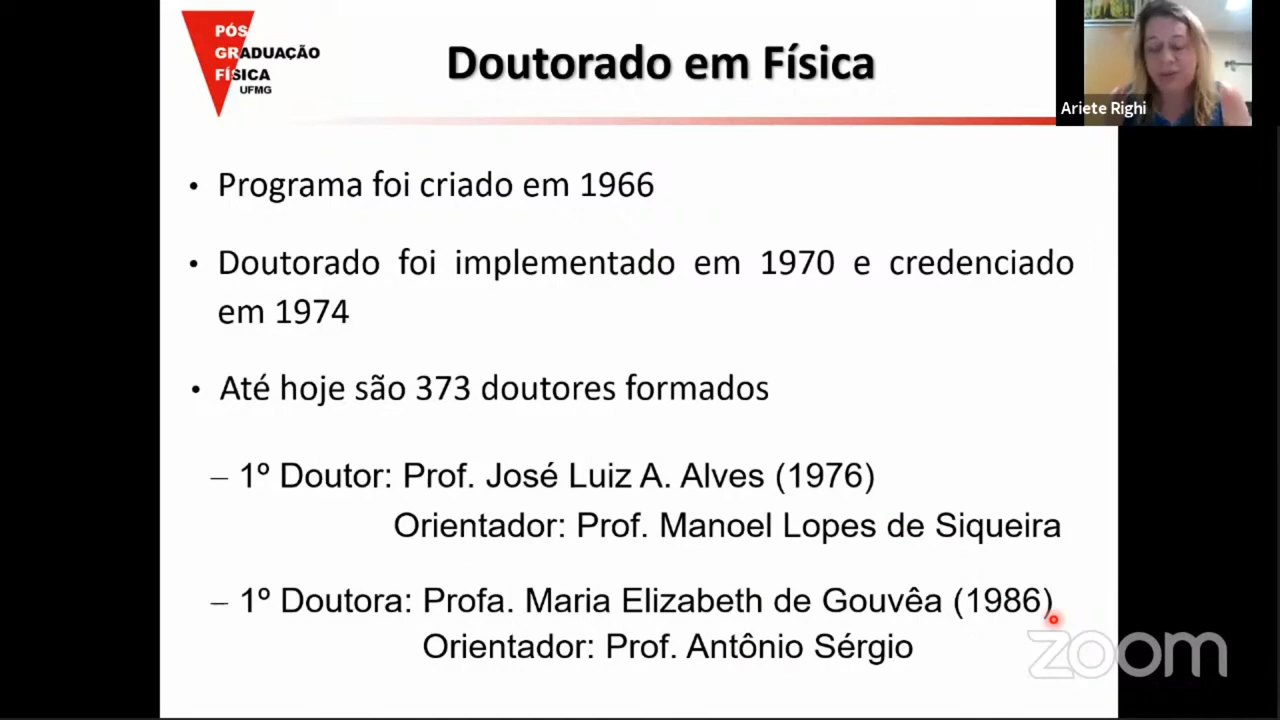 PÓS
GRADUAÇÃO
FÍSICA
UFMG
Doutorado em Física
Ariete Righi
• Programa foi criado em 1966
• Doutorado foi implementado em 1970 e credenciado
em 1974
• Até hoje são 373 doutores formados
– 1º Doutor: Prof. José Luiz A. Alves (1976)
Orientador: Prof. Manoel Lopes de Siqueira
– 1º Doutora: Profa. Maria Elizabeth de Gouvêa (1986)
Orientador: Prof. Antônio Sérgio
zoom